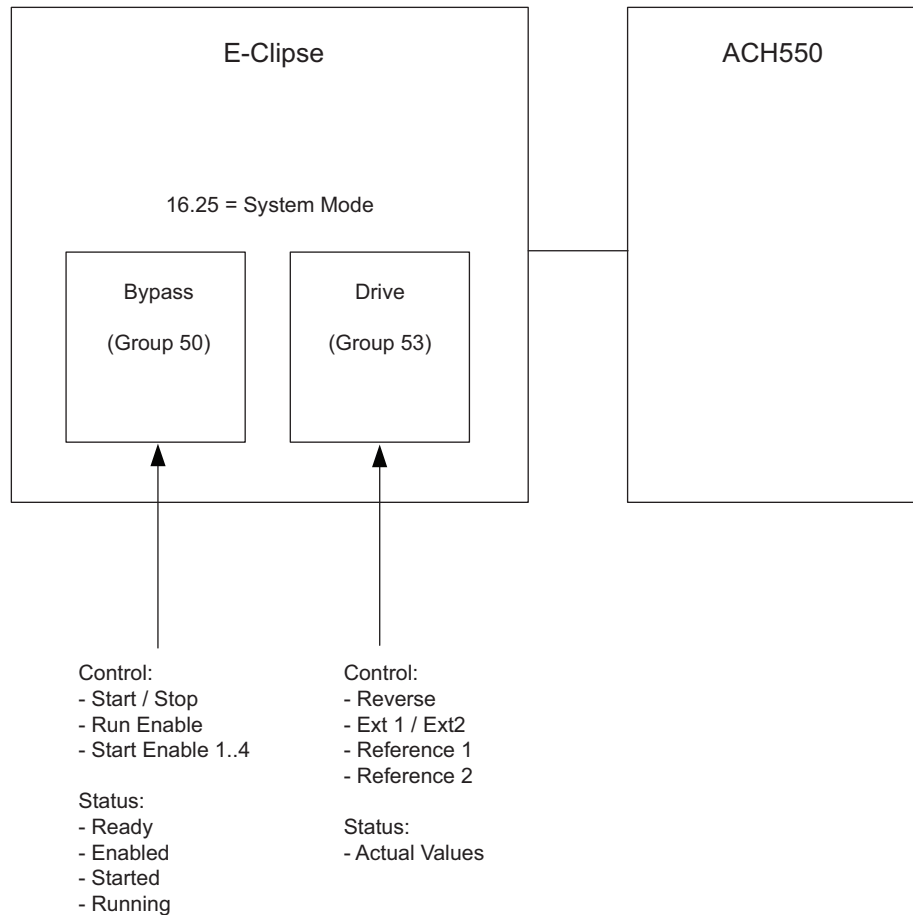 E-Clipse
ACH550
16.25 = System Mode
Bypass
(Group 50)
Drive
(Group 53)
Control:
- Start / Stop
- Run Enable
- Start Enable 1..4
Status:
- Ready
- Enabled
- Started
- Running
Control:
- Reverse
- Ext 1 / Ext2
- Reference 1
- Reference 2
Status:
- Actual Values